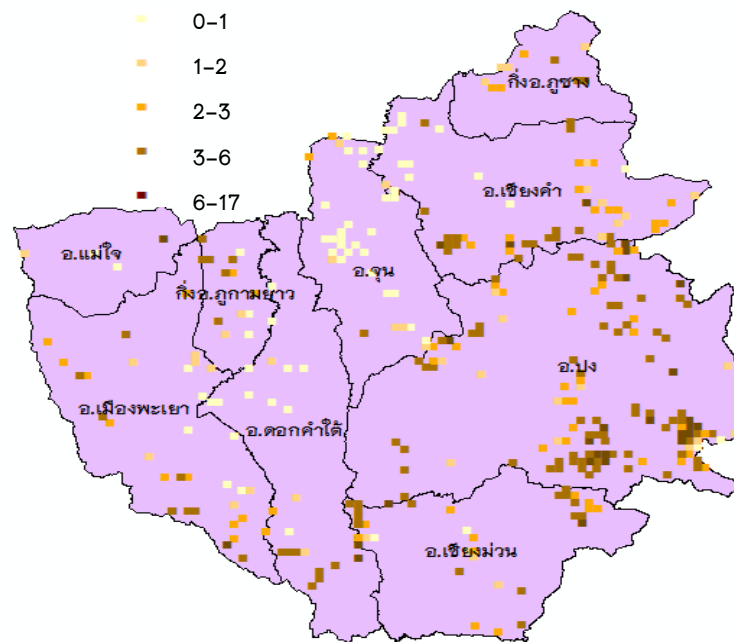 0-1
1-2
2-3
3-6
6-17
กิ่งอ.ภูซาง
อ.เชียงคำ
อ.แม่ใจ
อ.จุน
กิ่งอ.ภูกามยาว
อ.ปง
อ.เมืองพะเยา
อ.ดอกคำใต้
อ.เชียงม่วน